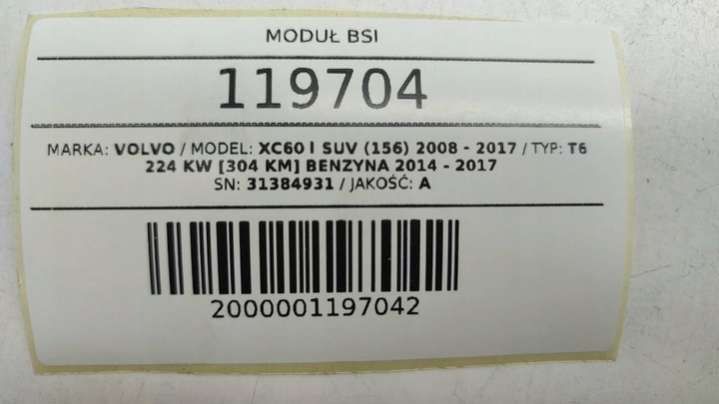 MODUŁ BSI
119704
MARKA: VOLVO / MODEL: XC60 I SUV (156) 2008 - 2017 / TYP: T6
224 KW [304 KM] BENZYNA 2014 - 2017
SN: 31384931 / JAKOŚĆ: A
2000001197042